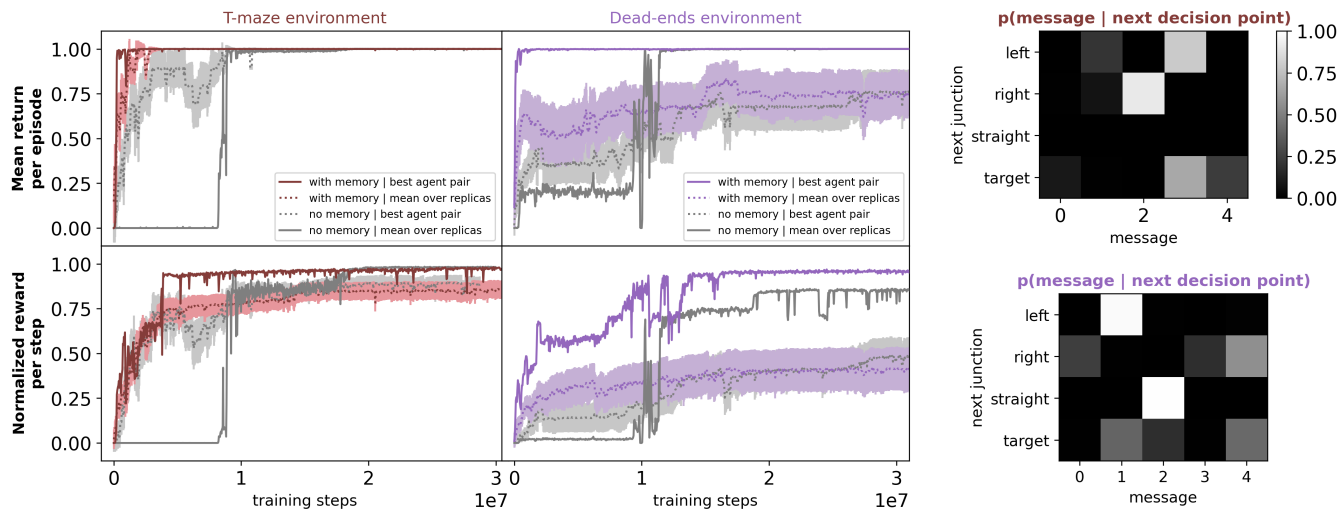 T-maze environment
Dead-ends environment
Mean return
per episode
1.00
0.75
0.50
0.25
0.00
with memory | best agent pair
with memory | mean over replicas
no memory | best agent pair
no memory | mean over replicas
with memory | best agent pair
with memory | mean over replicas
no memory | best agent pair
no memory | mean over replicas
Normalized reward
per step
1.00
0.75
0.50
0.25
0.00
0 1 2 3
training steps
1e7
0 1 2 3
training steps
1e7
p(message | next decision point)
next junction
left
right
straight
target
0 2 4
message
1.00
0.75
0.50
0.25
0.00
p(message | next decision point)
next junction
left
right
straight
target
0 1 2 3 4
message